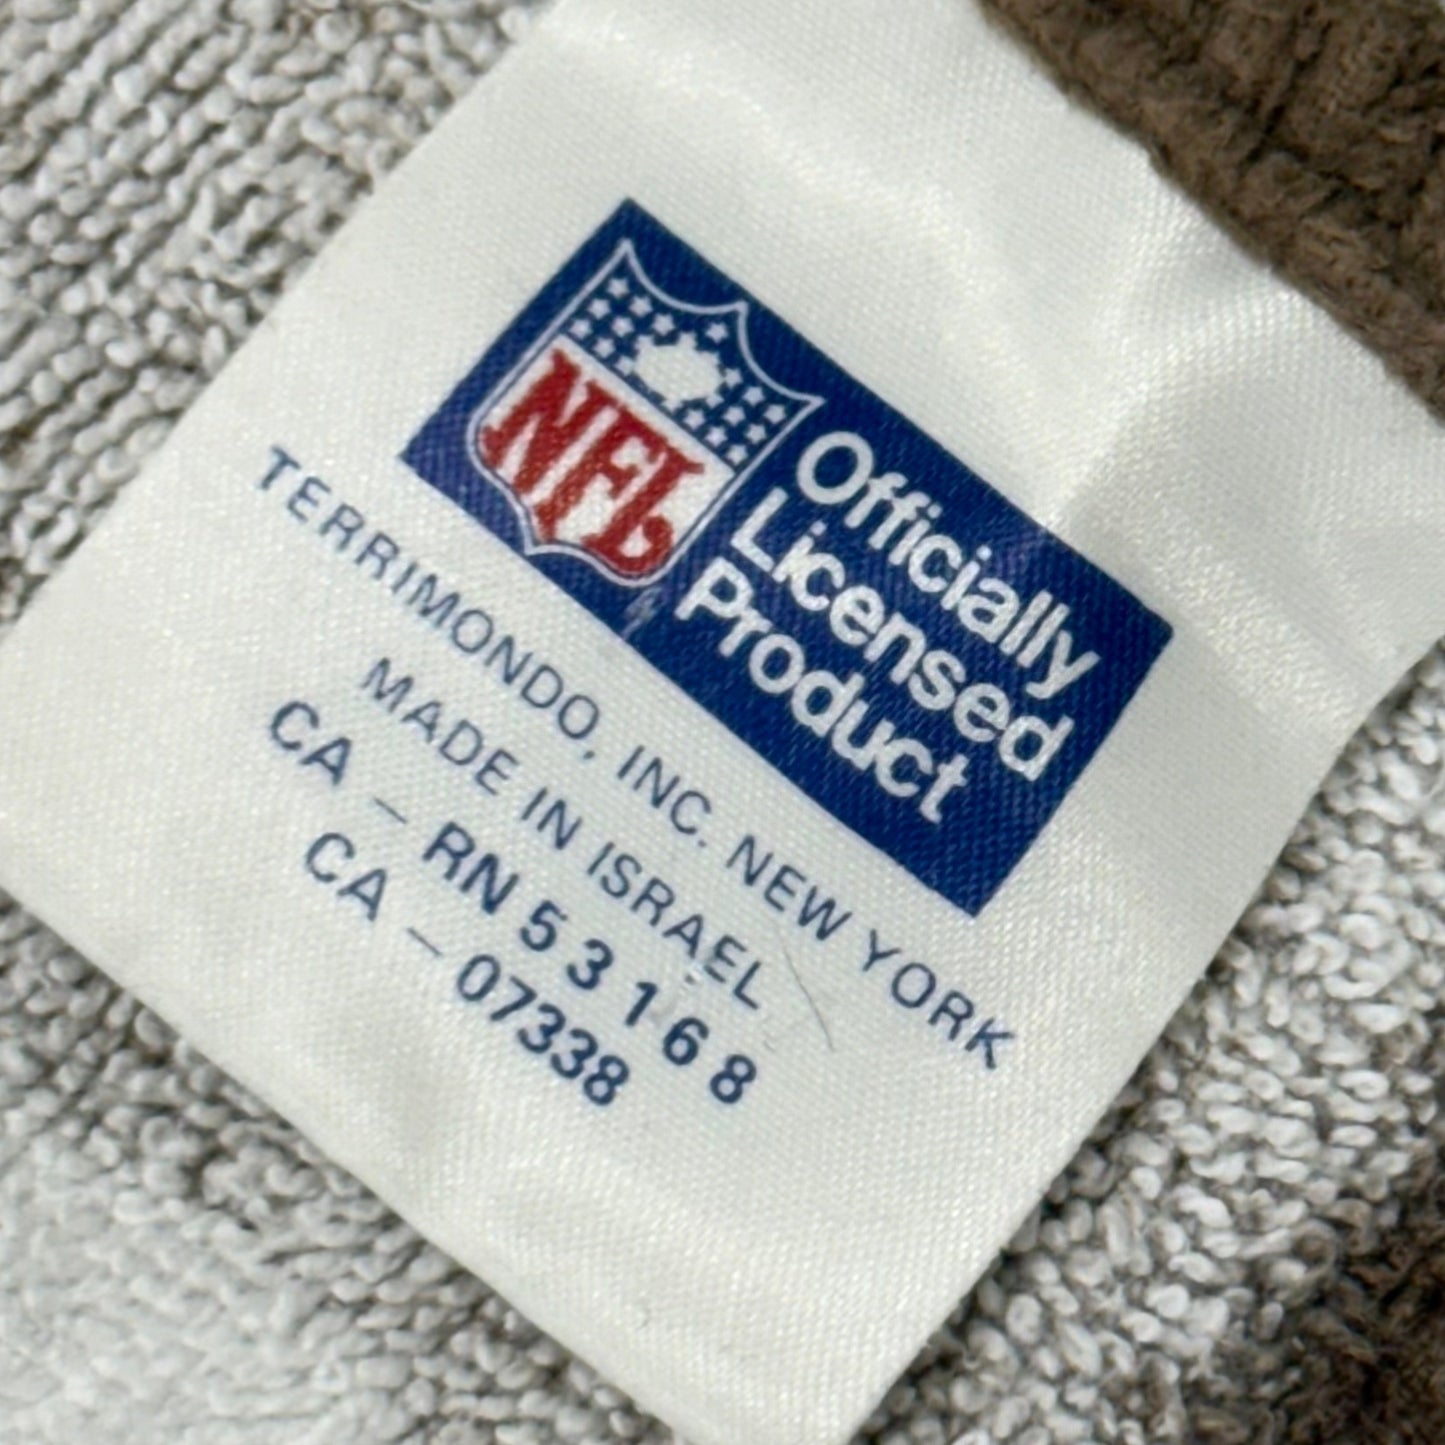 NFL
Officially
Licensed
Product
TERRIMONDO, INC. NEW YORK
MADE IN ISRAEL
CA – RN 53168
CA – 07338